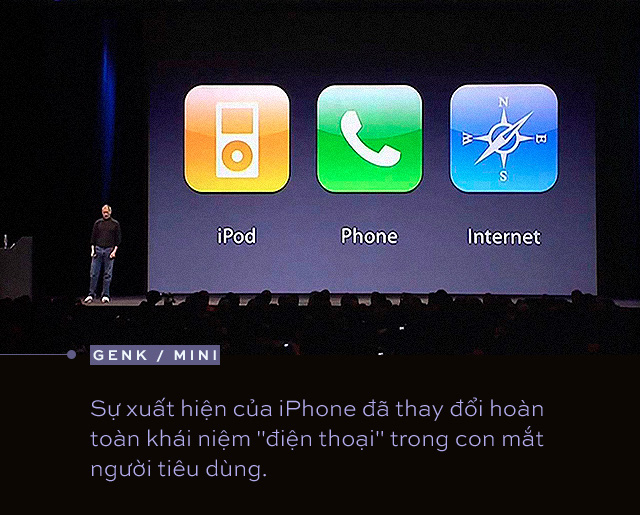 N
W E
S
iPod Phone Internet
GENK / MINI
Sự xuất hiện của iPhone đã thay đổi hoàn
toàn khái niệm "điện thoại" trong con mắt
người tiêu dùng.